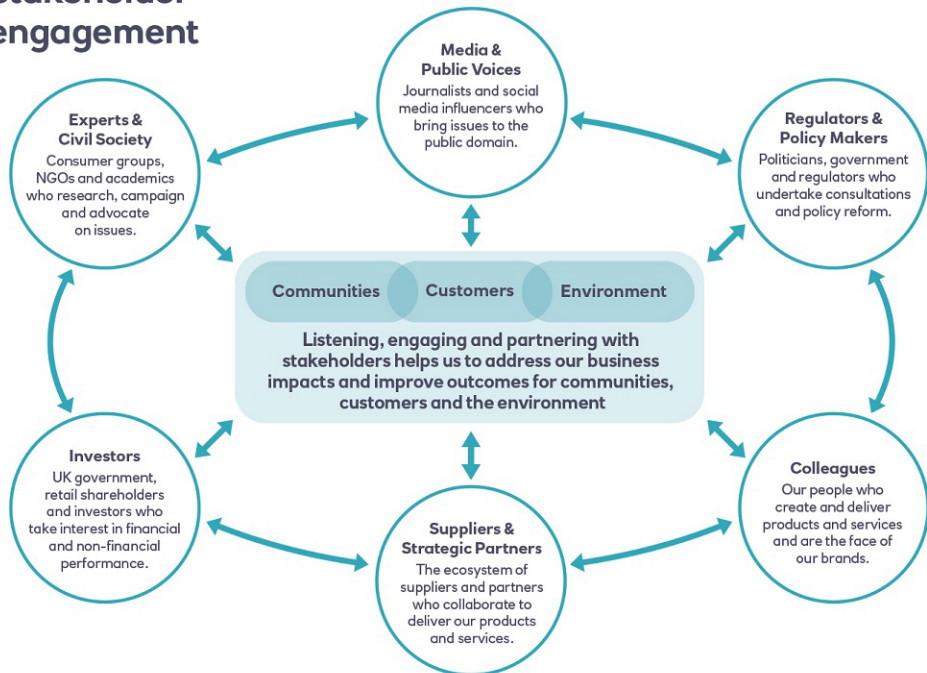 engagement
Media &
Public Voices
Journalists and social
media influencers who
bring issues to the
public domain.
Experts &
Civil Society
Consumer groups,
NGOs and academics
who research, campaign
and advocate
on issues.
Regulators &
Policy Makers
Politicians, government
and regulators who
undertake consultations
and policy reform.
Communities
Customers
Environment
Listening, engaging and partnering with
stakeholders helps us to address our business
impacts and improve outcomes for communities,
customers and the environment
Investors
UK government,
retail shareholders
and investors who
take interest in financial
and non-financial
performance.
Suppliers &
Strategic Partners
The ecosystem of
suppliers and partners
who collaborate to
deliver our products
and services.
Colleagues
Our people who
create and deliver
products and services
and are the face of
our brands.